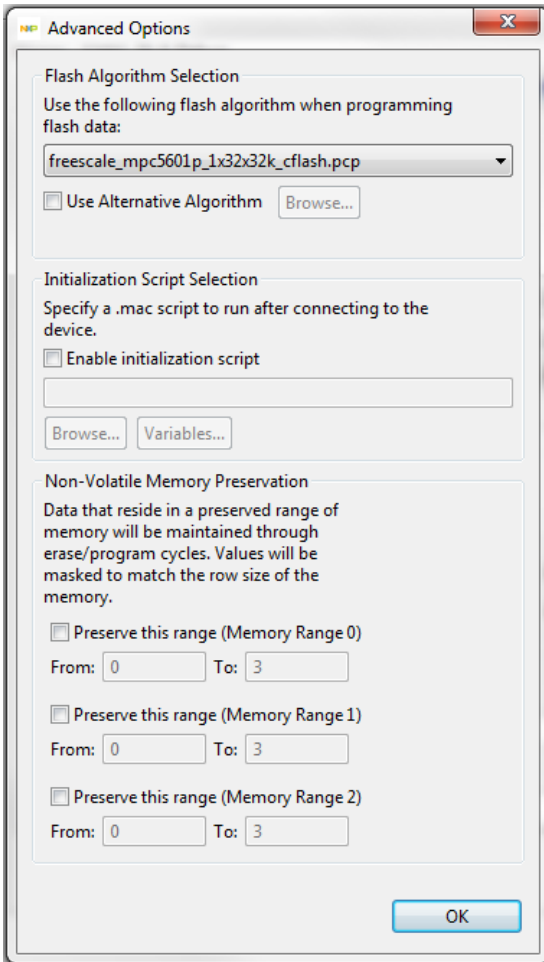 NXP Advanced Options
X
Flash Algorithm Selection
Use the following flash algorithm when programming
flash data:
freescale_mpc5601p_1x32x32k_cflash.pcp
Use Alternative Algorithm Browse...
Initialization Script Selection
Specify a .mac script to run after connecting to the
device.
Enable initialization script
Browse... Variables...
Non-Volatile Memory Preservation
Data that reside in a preserved range of
memory will be maintained through
erase/program cycles. Values will be
masked to match the row size of the
memory.
Preserve this range (Memory Range 0)
From: 0 To: 3
Preserve this range (Memory Range 1)
From: 0 To: 3
Preserve this range (Memory Range 2)
From: 0 To: 3
OK